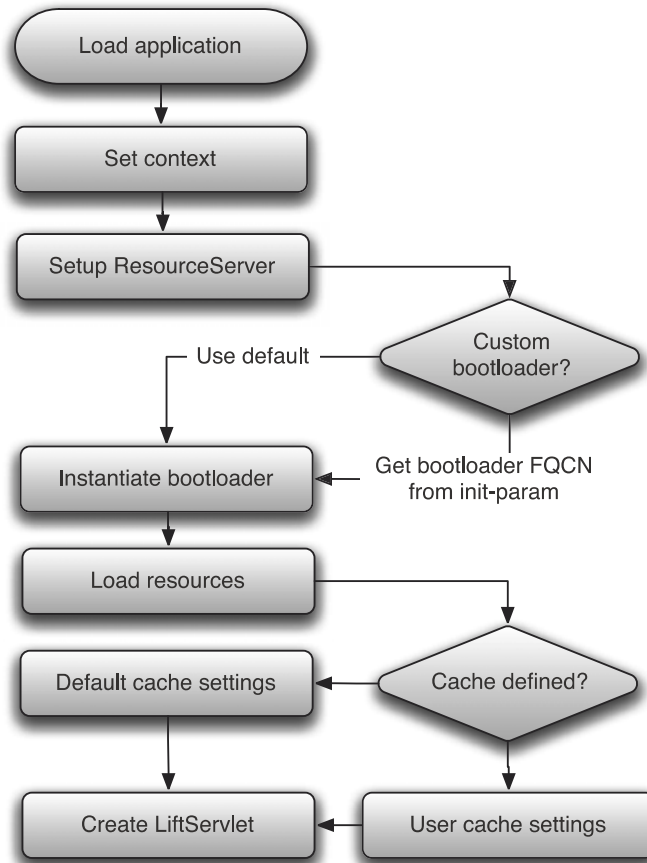 Load application
Set context
Setup ResourceServer
Custom
bootloader?
Use default
Get bootloader FQCN
from init-param
Instantiate bootloader
Load resources
Default cache settings
Cache defined?
Create LiftServlet
User cache settings